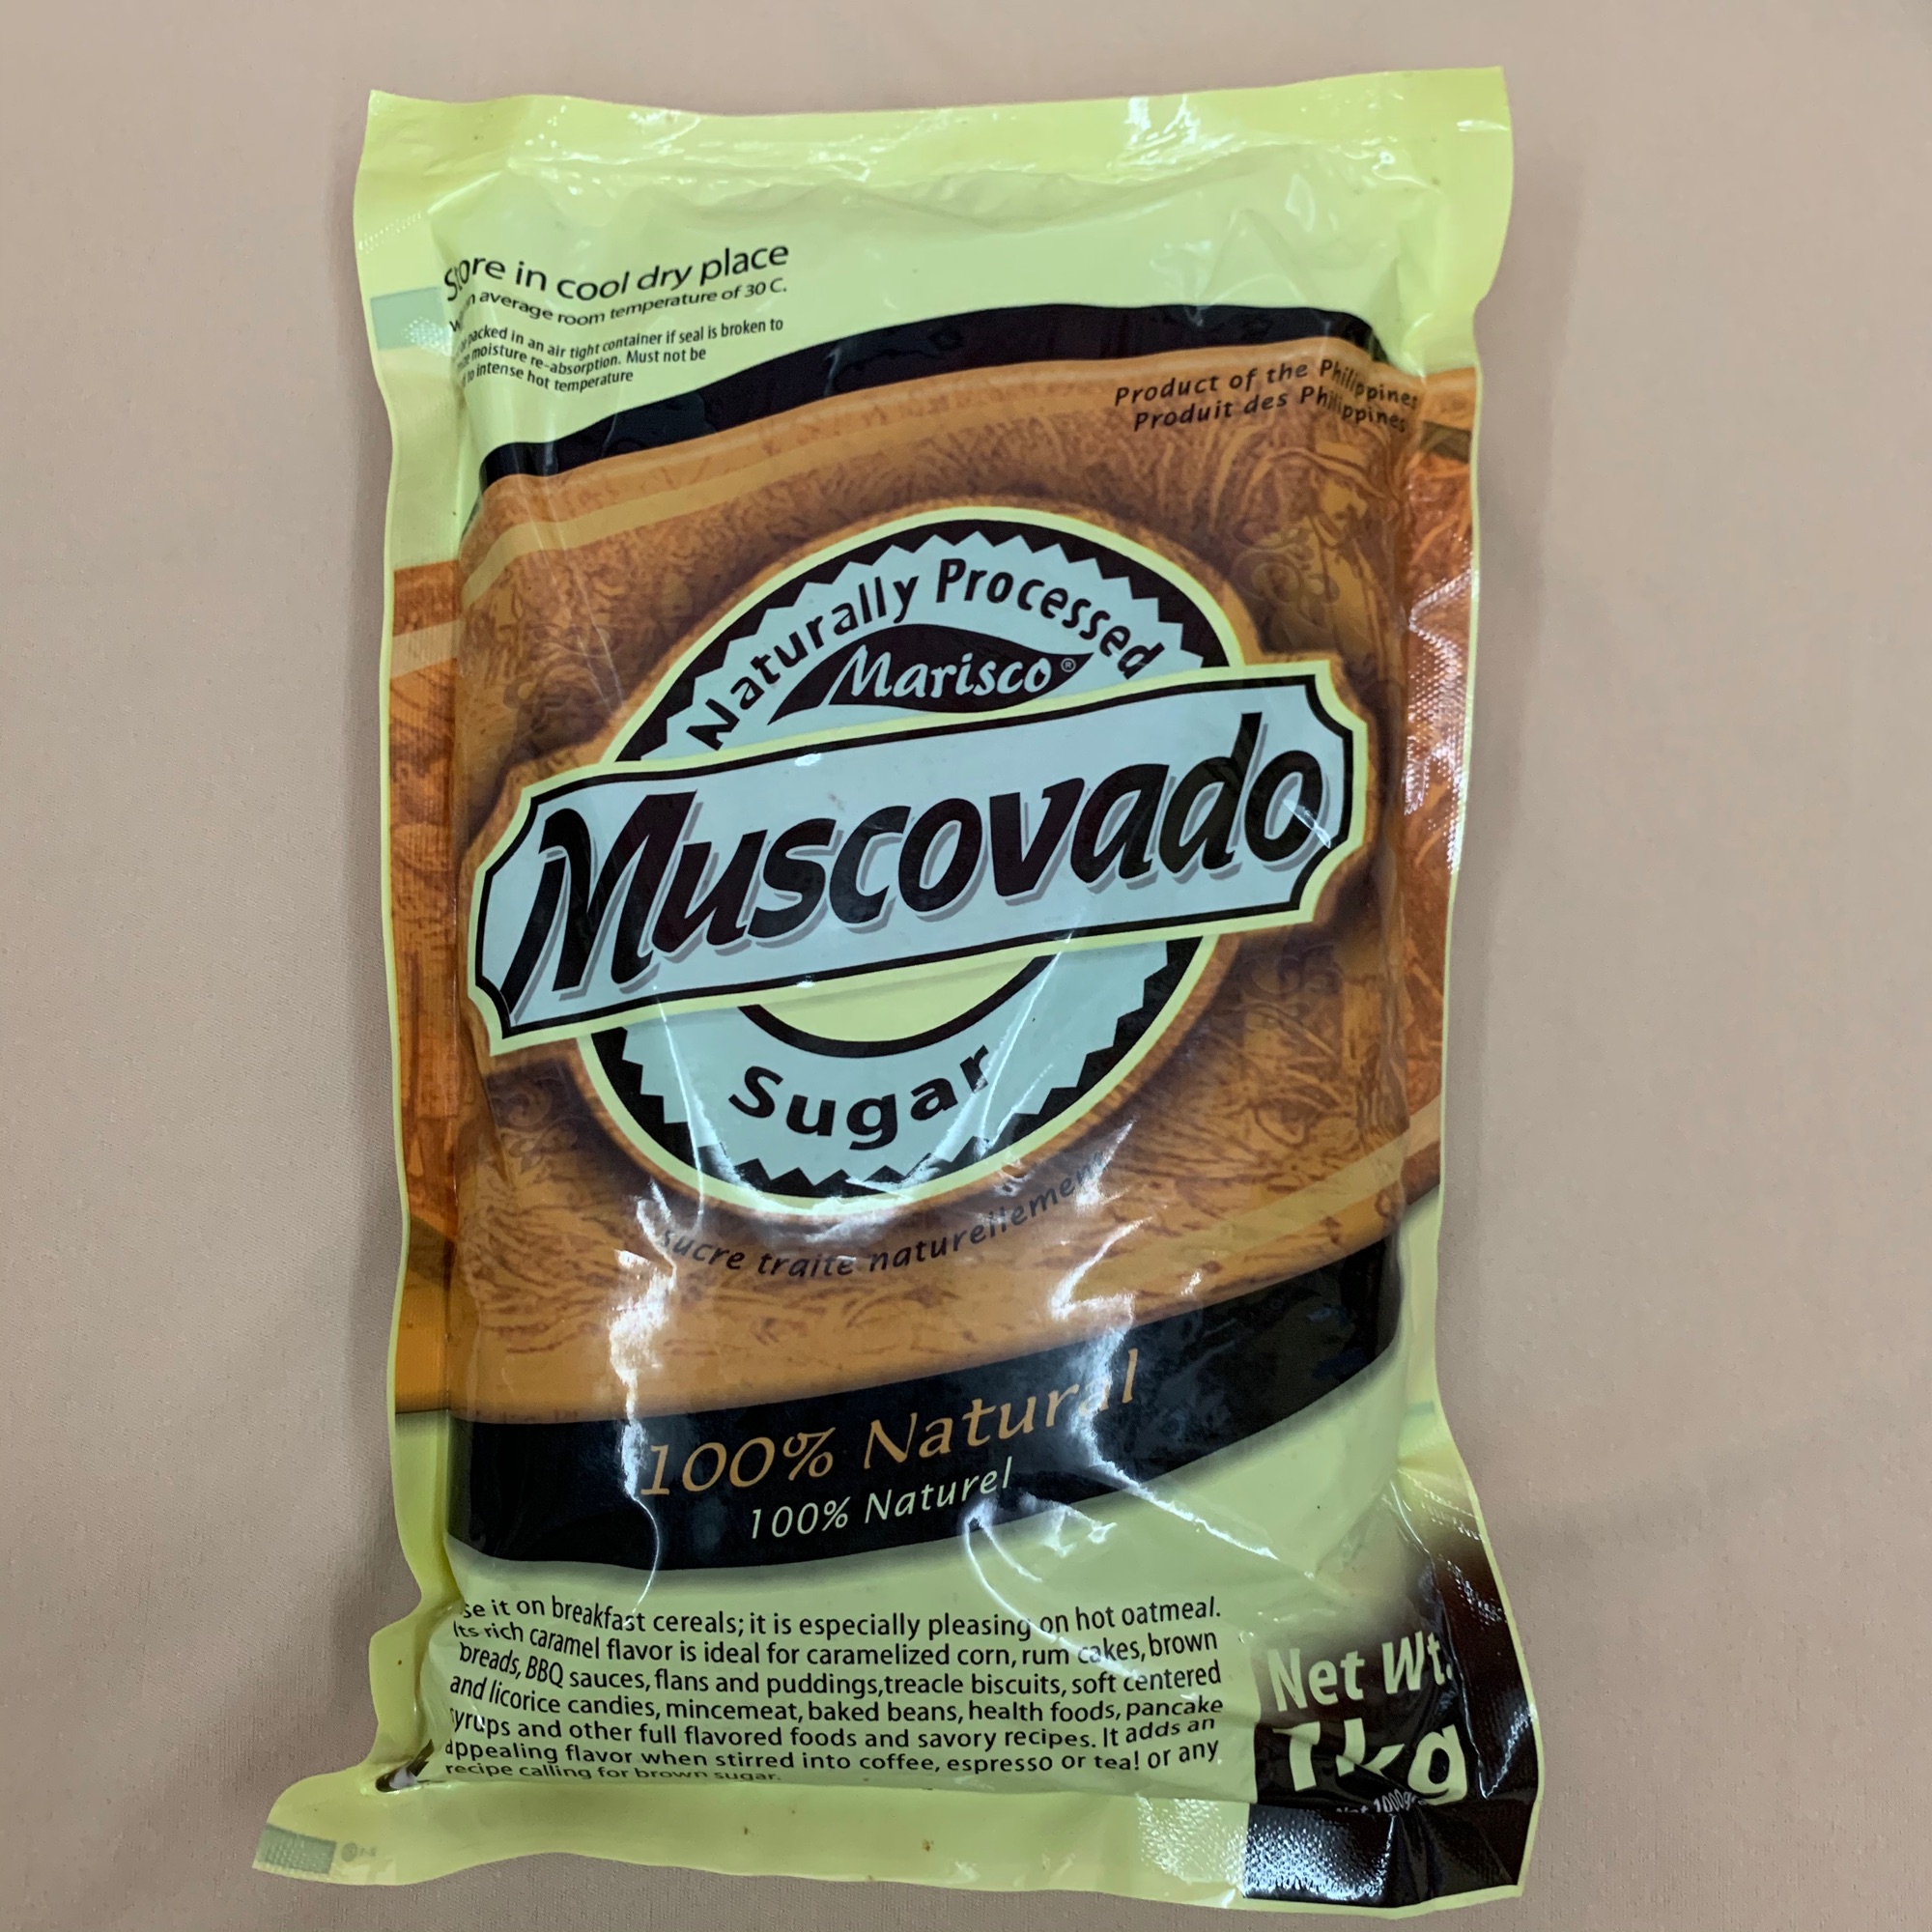 Store in cool dry place
average room temperature of 30 C.
packed in an air tight container if seal is broken to
moisture re-absorption. Must not be
to intense hot temperature
Product of the Philippines
Produit des Philippines
Naturally Processed
Marisco®
Muscovado
Sugar
sucre traite naturellement
100% Natural
100% Naturel
se it on breakfast cereals; it is especially pleasing on hot oatmeal.
Its rich caramel flavor is ideal for caramelized corn, rum cakes, brown
breads, BBQ sauces, flans and puddings,treacle biscuits, soft centered
and licorice candies, mincemeat, baked beans, health foods, pancake
syrups and other full flavored foods and savory recipes. It adds an
appealing flavor when stirred into coffee, espresso or tea! or any
recipe calling for brown sugar.
Net Wt.
1kg